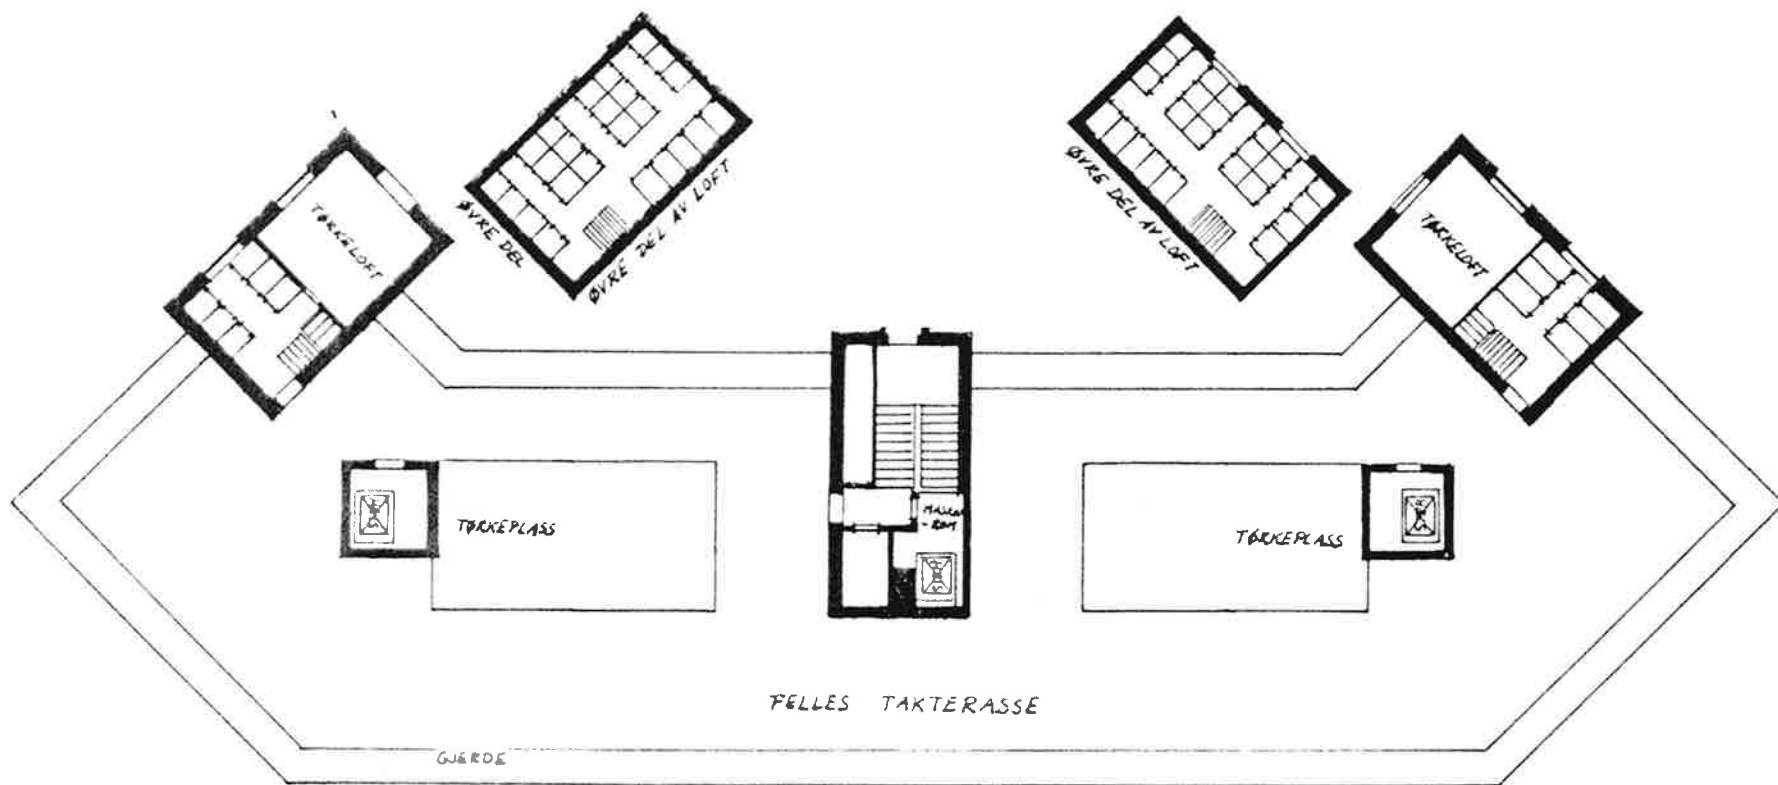 ØVRE DEL
ØVRE DEL AV LOFT
ØVRE DEL AV LOFT
TØRKELOFT
TØRKELOFT
TØRKEPLASS
TØRKEPLASS
FELLES TAKTERASSE
GJERDE